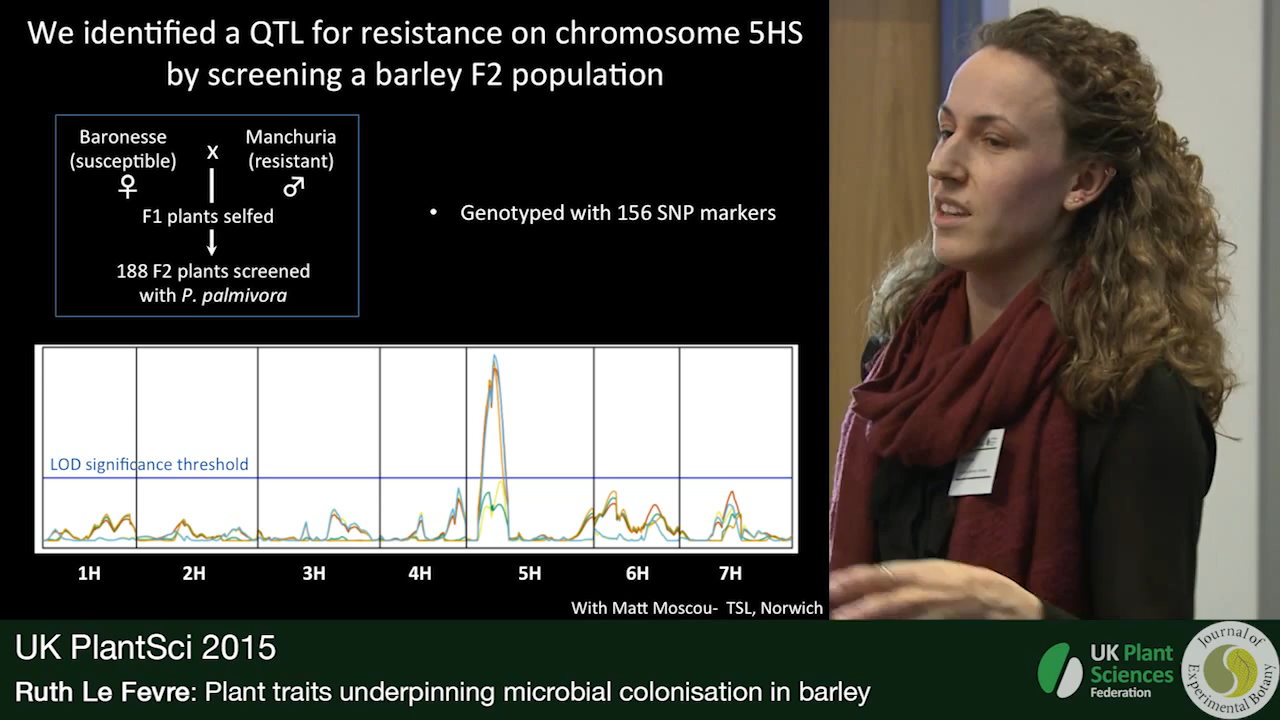 We identified a QTL for resistance on chromosome 5HS
by screening a barley F2 population
Baronesse
(susceptible)
♀
x
Manchuria
(resistant)
♂
F1 plants selfed
188 F2 plants screened
with P. palmivora
• Genotyped with 156 SNP markers
LOD significance threshold
1H 2H 3H 4H 5H 6H 7H
With Matt Moscou- TSL, Norwich
UK PlantSci 2015
Ruth Le Fevre: Plant traits underpinning microbial colonisation in barley
UK Plant
Sciences
Federation
Journal of
Experimental Botany